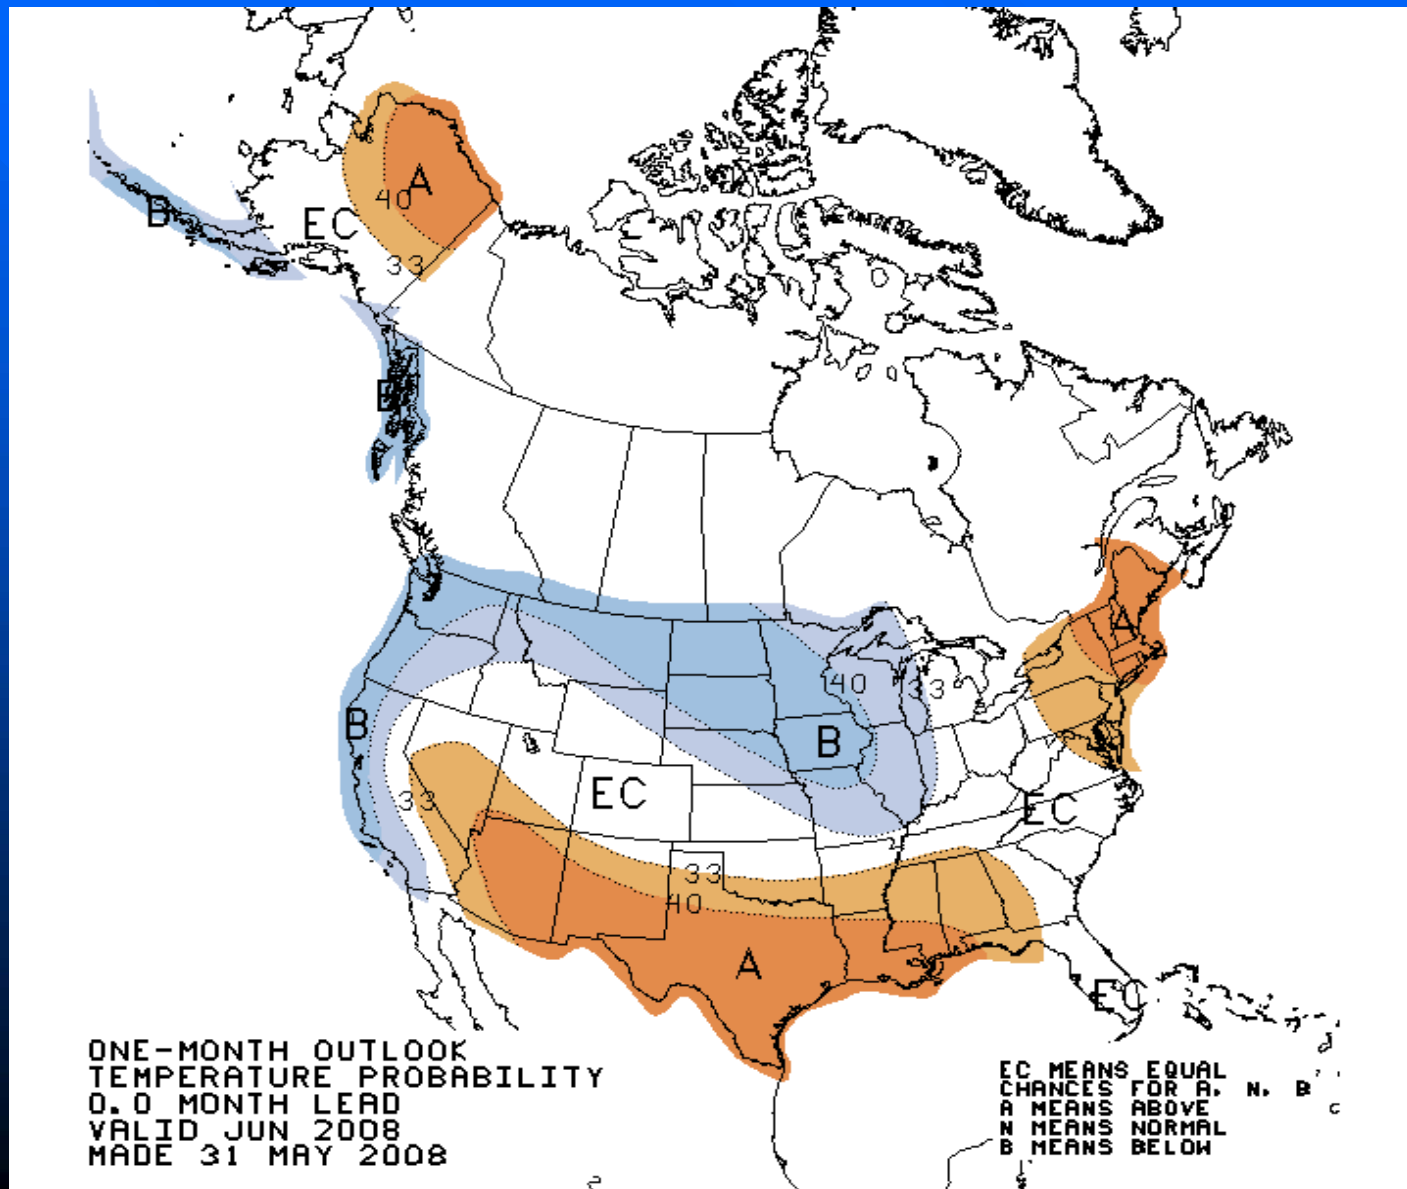 A
40
B
EC
33
B
A
40
33
B
B
EC
33
EC
33
40
A
EC
ONE-MONTH OUTLOOK
TEMPERATURE PROBABILITY
0.0 MONTH LEAD
VALID JUN 2008
MADE 31 MAY 2008
EC MEANS EQUAL
CHANCES FOR A, N, B
A MEANS ABOVE
N MEANS NORMAL
B MEANS BELOW